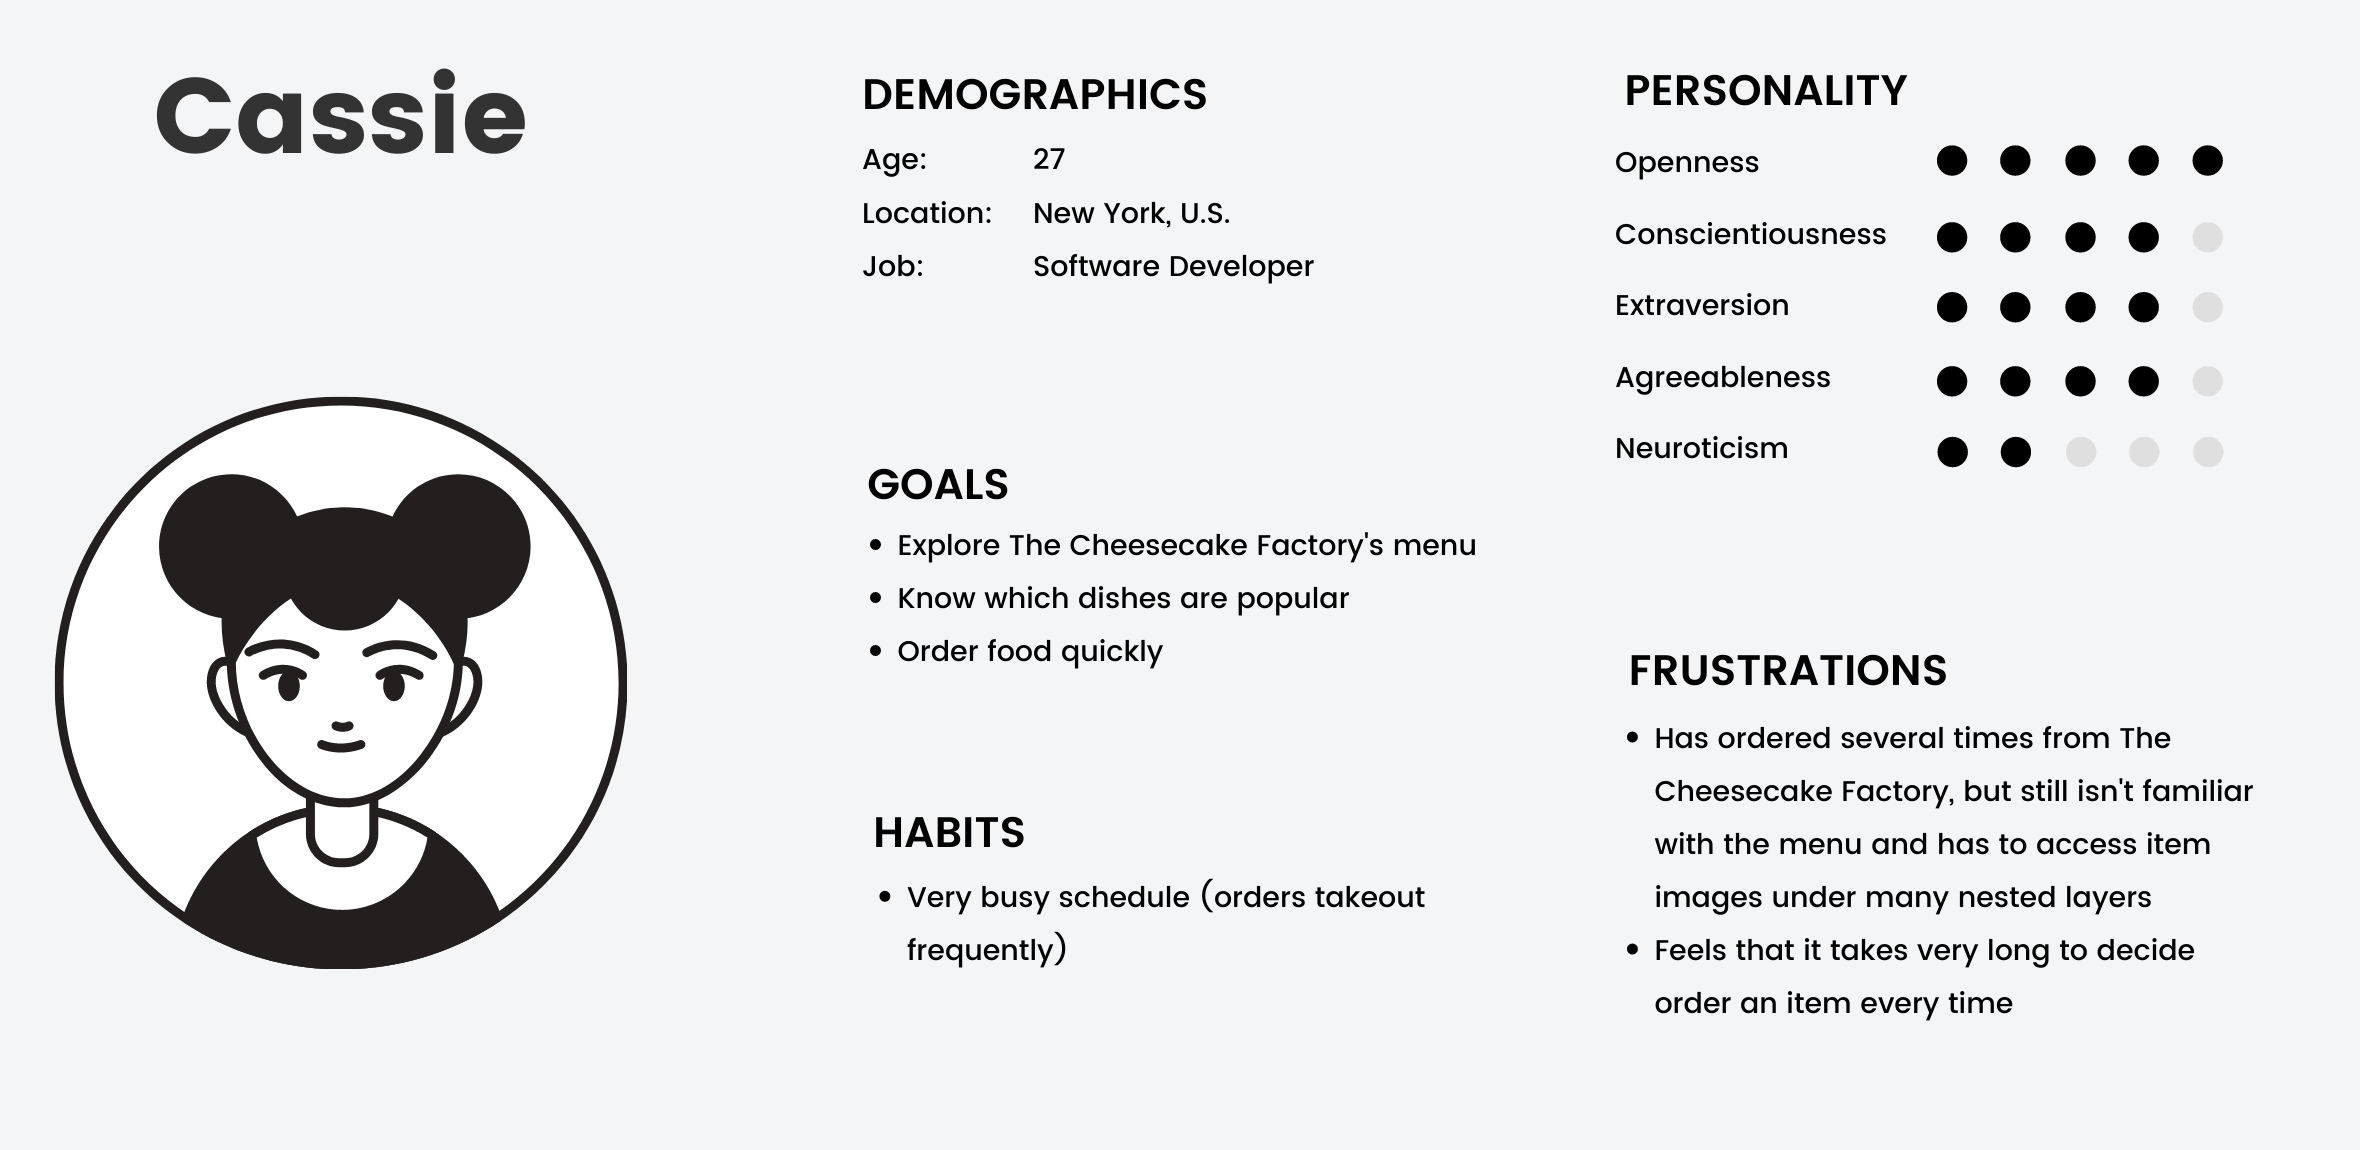 Cassie
DEMOGRAPHICS
Age: 27
Location: New York, U.S.
Job: Software Developer
GOALS
• Explore The Cheesecake Factory's menu
• Know which dishes are popular
• Order food quickly
HABITS
• Very busy schedule (orders takeout
frequently)
PERSONALITY
Openness
Conscientiousness
Extraversion
Agreeableness
Neuroticism
FRUSTRATIONS
• Has ordered several times from The
Cheesecake Factory, but still isn't familiar
with the menu and has to access item
images under many nested layers
• Feels that it takes very long to decide
order an item every time